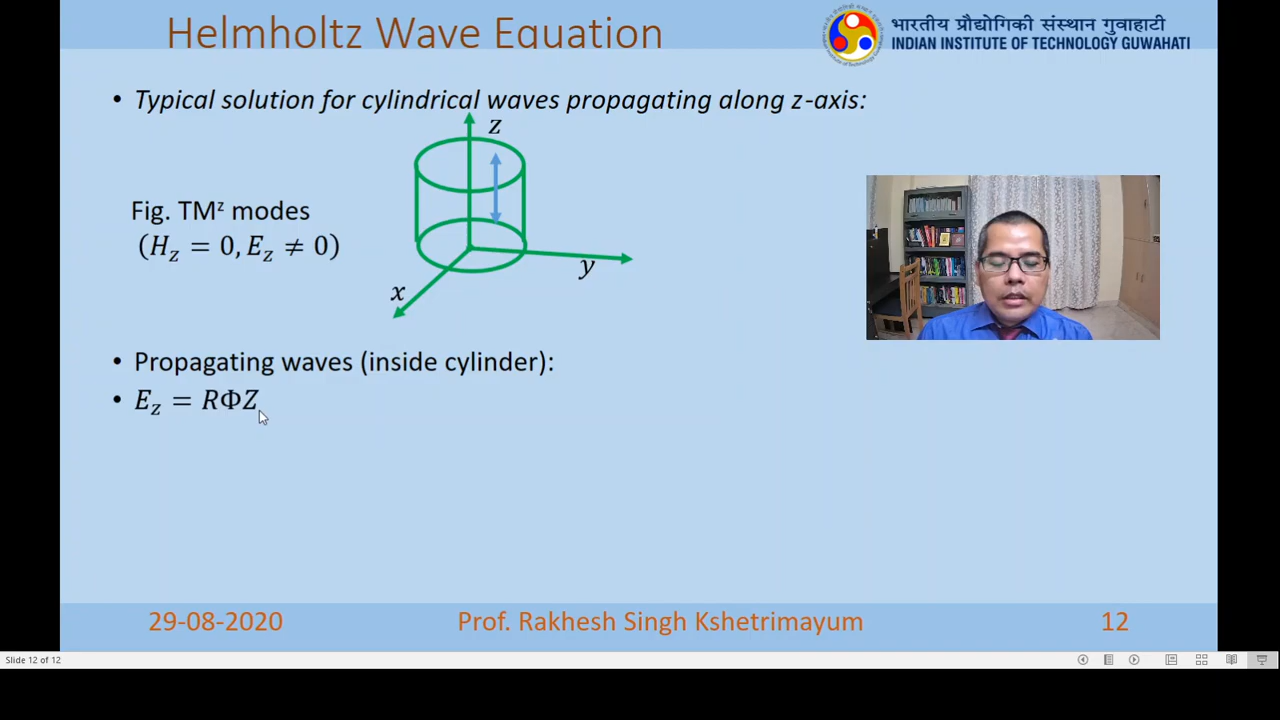 Helmholtz Wave Equation
भारतीय प्रौद्योगिकी संस्थान गुवाहाटी
INDIAN INSTITUTE OF TECHNOLOGY GUWAHATI
• Typical solution for cylindrical waves propagating along z-axis:
z
Fig. TMᶻ modes
(H_z = 0, E_z ≠ 0)
y
x
• Propagating waves (inside cylinder):
• E_z = RΦZ
29-08-2020 Prof. Rakhesh Singh Kshetrimayum 12
Slide 12 of 12